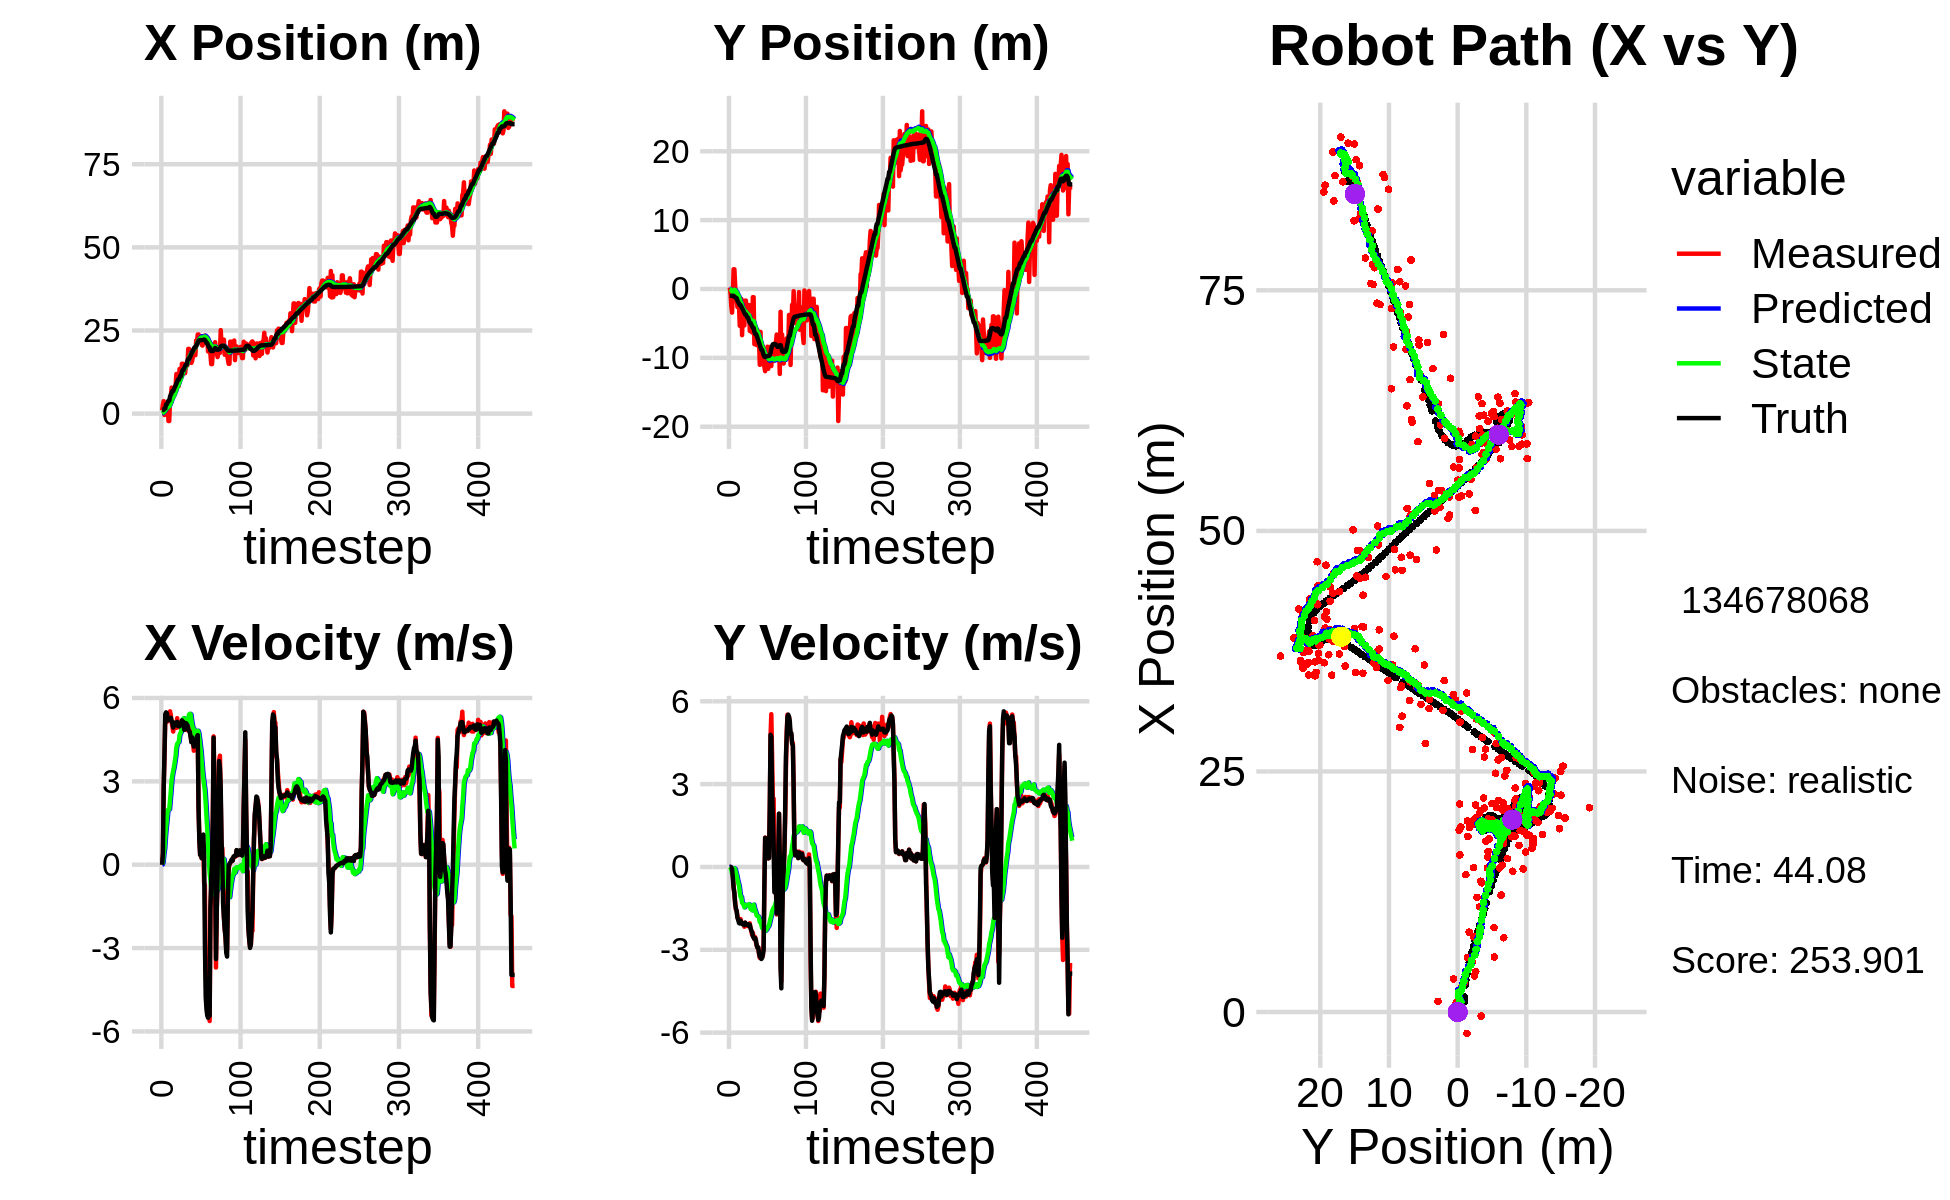 X Position (m)
75
50
25
0
0 100 200 300 400
timestep
Y Position (m)
20
10
0
-10
-20
0 100 200 300 400
timestep
X Velocity (m/s)
6
3
0
-3
-6
0 100 200 300 400
timestep
Y Velocity (m/s)
6
3
0
-3
-6
0 100 200 300 400
timestep
Robot Path (X vs Y)
X Position (m)
75
50
25
0
20 10 0 -10 -20
Y Position (m)
variable
Measured
Predicted
State
Truth
134678068
Obstacles: none
Noise: realistic
Time: 44.08
Score: 253.901